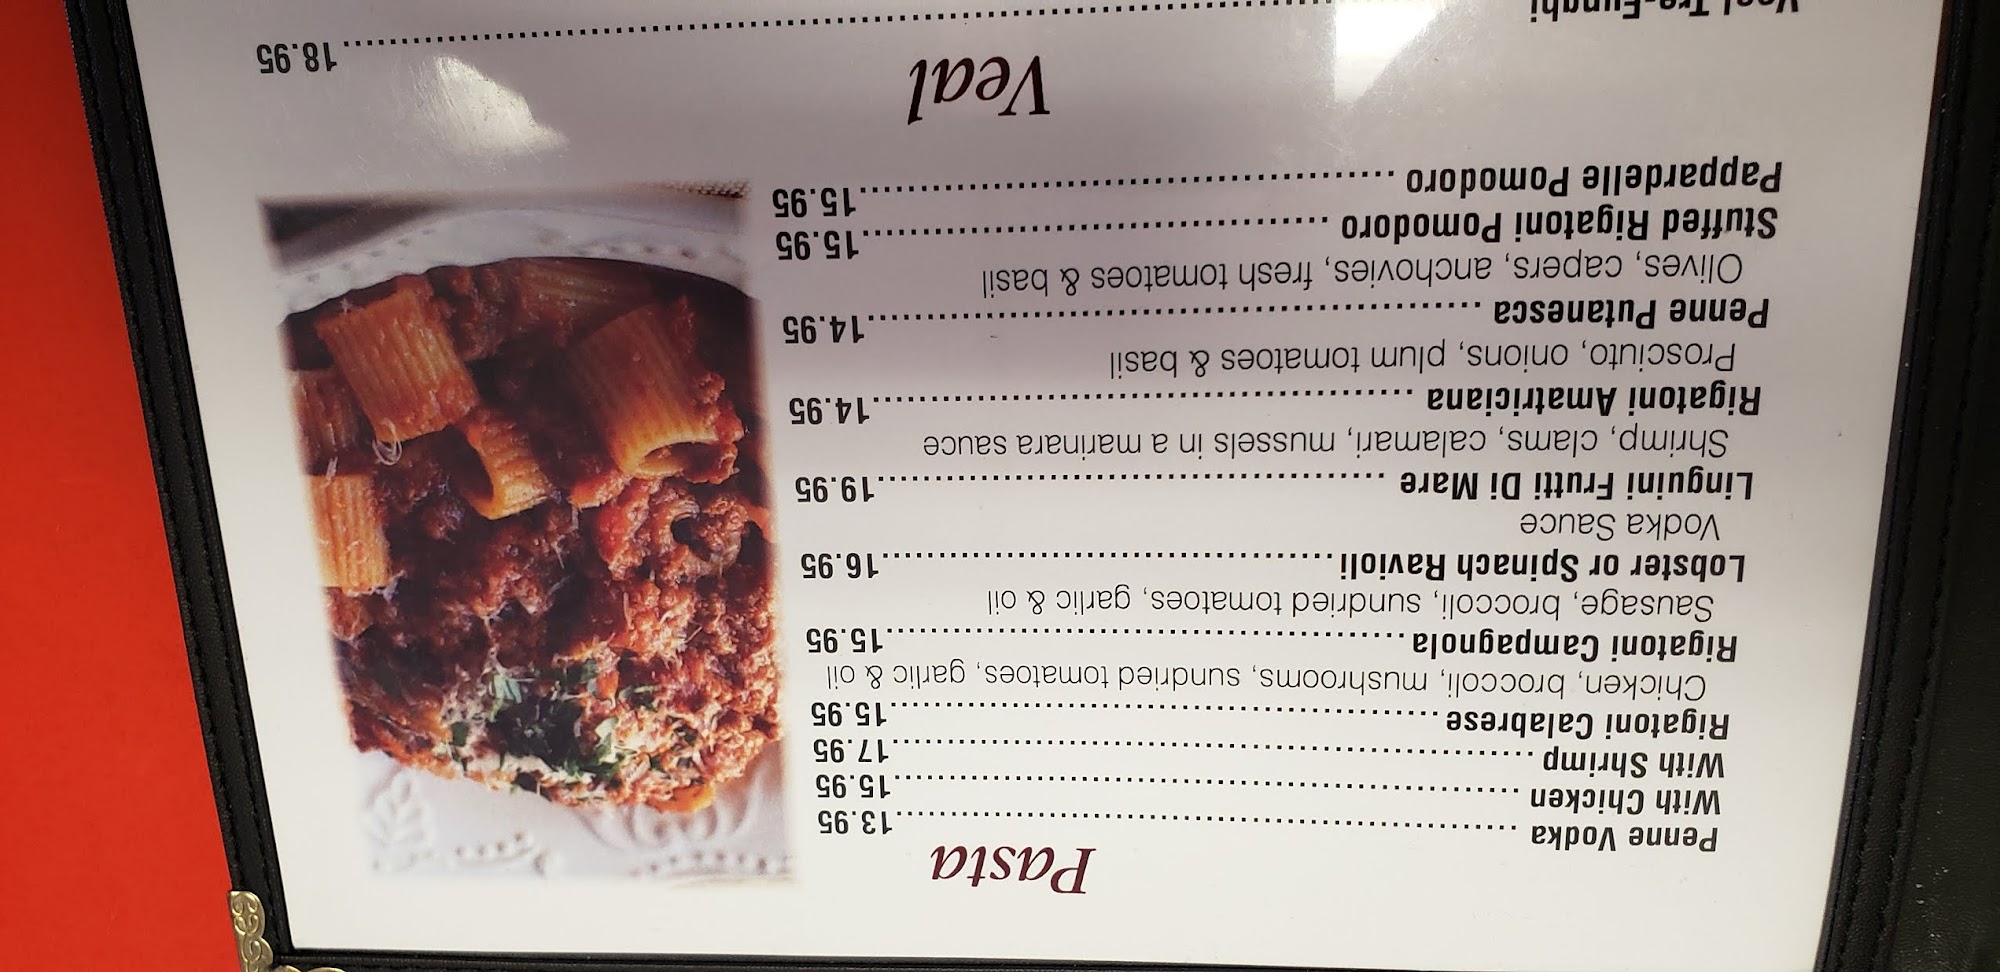 Pasta
Penne Vodka 13.95
With Chicken 15.95
With Shrimp 17.95
Rigatoni Calabrese 15.95
Chicken, broccoli, mushrooms, sundried tomatoes, garlic & oil
Rigatoni Campagnola 15.95
Sausage, broccoli, sundried tomatoes, garlic & oil
Lobster or Spinach Ravioli 16.95
Vodka Sauce
Linguini Frutti Di Mare 19.95
Shrimp, clams, calamari, mussels in a marinara sauce
Rigatoni Amatriciana 14.95
Prosciuto, onions, plum tomatoes & basil
Penne Putanesca 14.95
Olives, capers, anchovies, fresh tomatoes & basil
Stuffed Rigatoni Pomodoro 15.95
Pappardelle Pomodoro 15.95
Veal
Veal Tre-Funghi 18.95